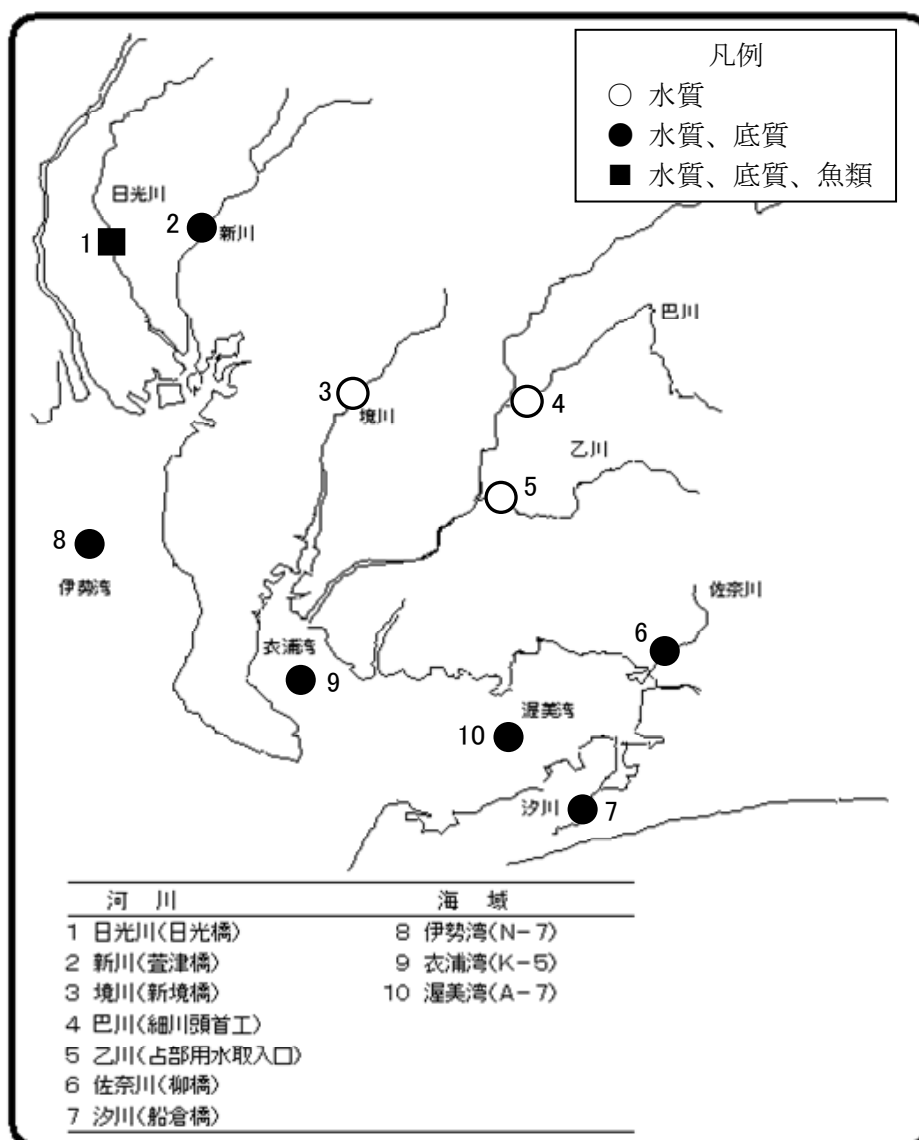 凡例
○ 水質
● 水質、底質
■ 水質、底質、魚類
日光川
1
2
新川
巴川
3
境川
4
乙川
5
8
伊勢湾
佐奈川
6
衣浦湾
9
渥美湾
10
汐川
7
河 川 海 域
1 日光川(日光橋) 8 伊勢湾(N-7)
2 新川(萱津橋) 9 衣浦湾(K-5)
3 境川(新境橋) 10 渥美湾(A-7)
4 巴川(細川頭首工)
5 乙川(占部用水取入口)
6 佐奈川(柳橋)
7 汐川(船倉橋)